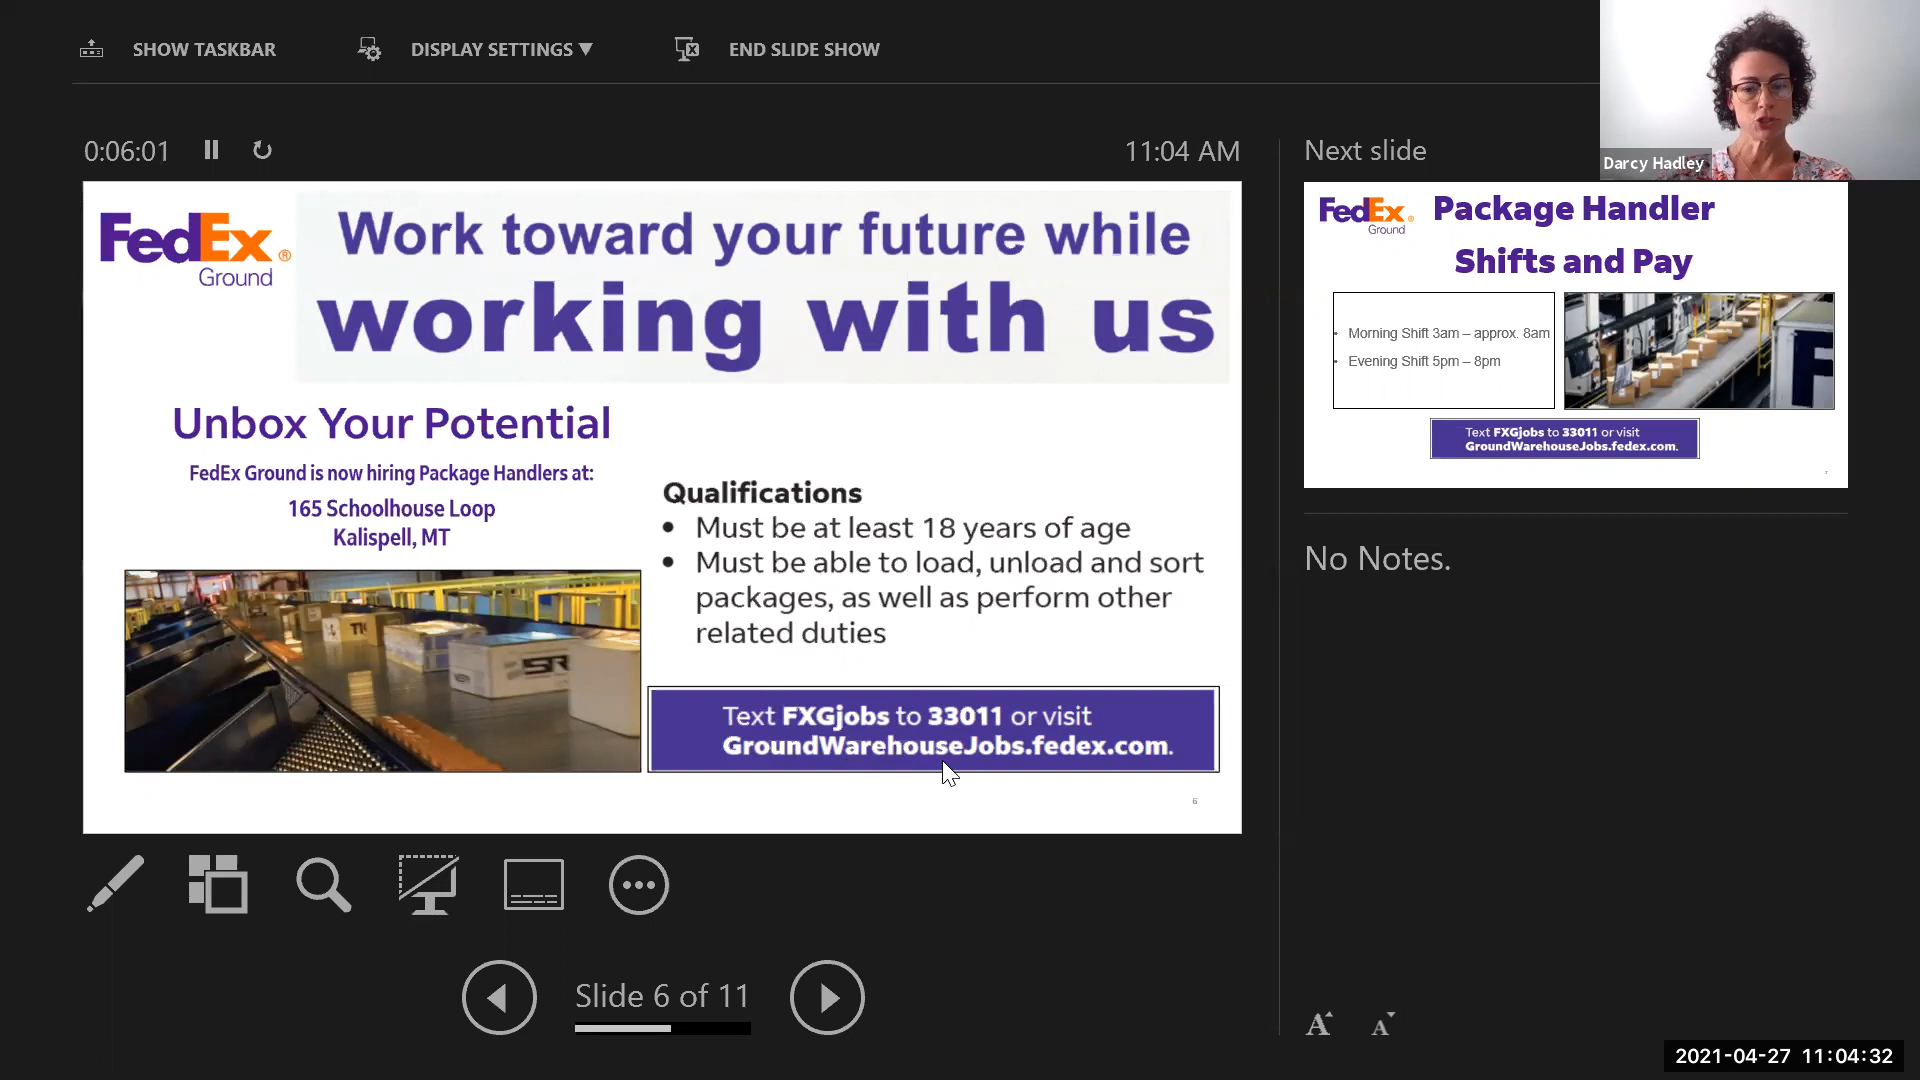 SHOW TASKBAR
DISPLAY SETTINGS ▼
END SLIDE SHOW
0:06:01
11:04 AM
FedEx®
Ground
Work toward your future while
working with us
Unbox Your Potential
FedEx Ground is now hiring Package Handlers at:
165 Schoolhouse Loop
Kalispell, MT
Qualifications
• Must be at least 18 years of age
• Must be able to load, unload and sort
packages, as well as perform other
related duties
Text FXGjobs to 33011 or visit
GroundWarehouseJobs.fedex.com.
6
Slide 6 of 11
Next slide
Darcy Hadley
FedEx®
Ground
Package Handler
Shifts and Pay
• Morning Shift 3am – approx. 8am
• Evening Shift 5pm – 8pm
Text FXGjobs to 33011 or visit
GroundWarehouseJobs.fedex.com.
No Notes.
A A
2021-04-27 11:04:32